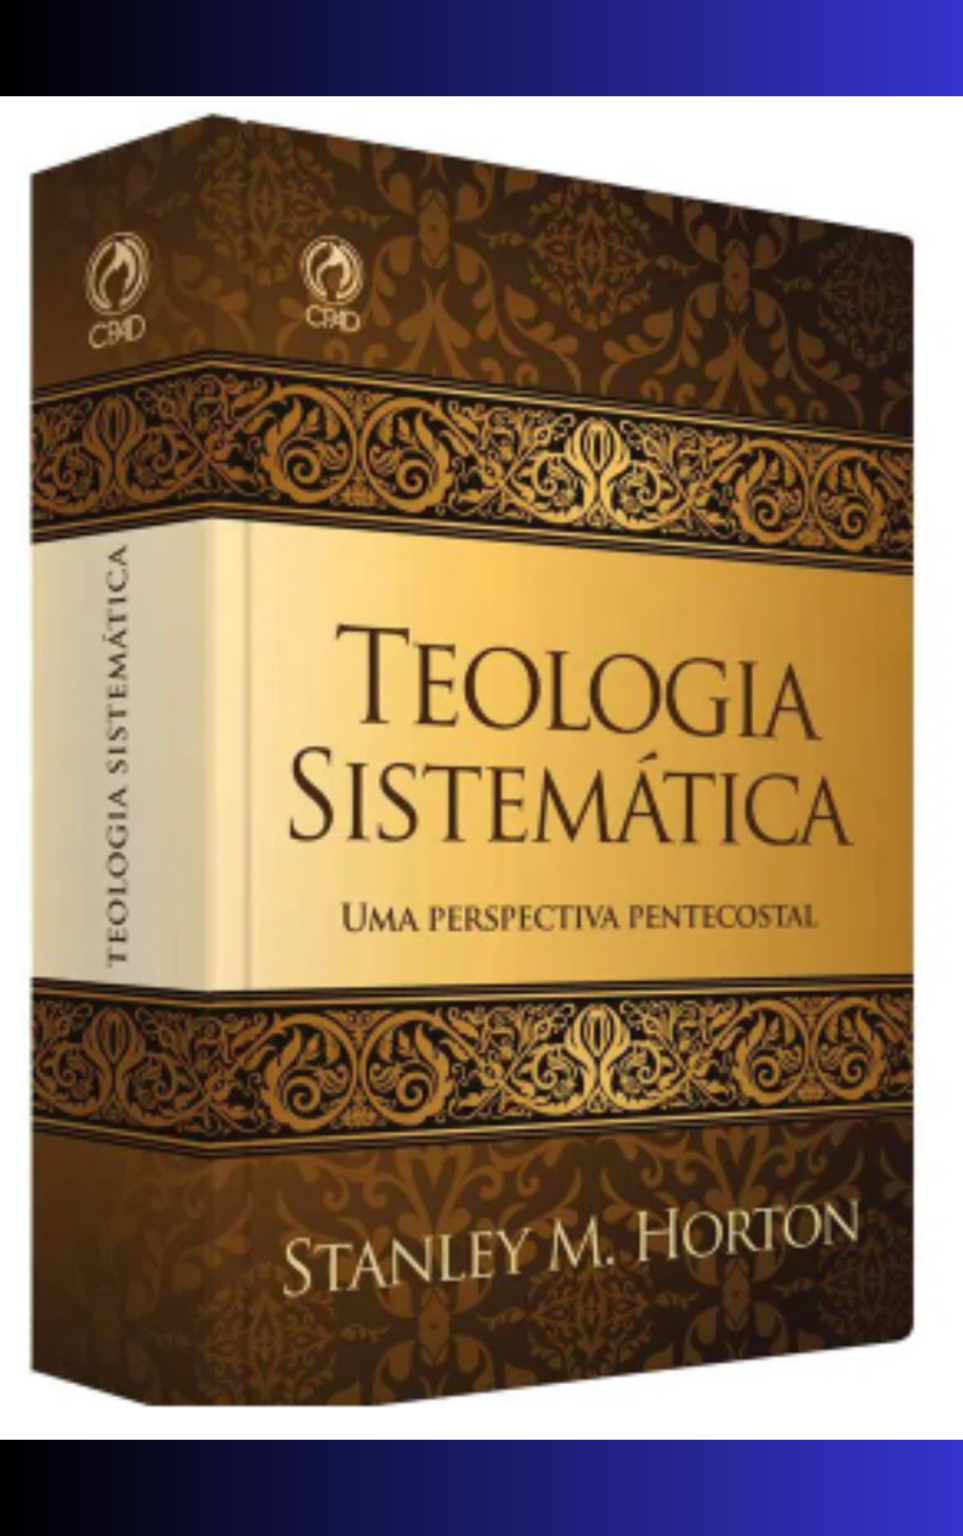 CPAD
CPAD
TEOLOGIA SISTEMÁTICA
TEOLOGIA
SISTEMÁTICA
UMA PERSPECTIVA PENTECOSTAL
STANLEY M. HORTON